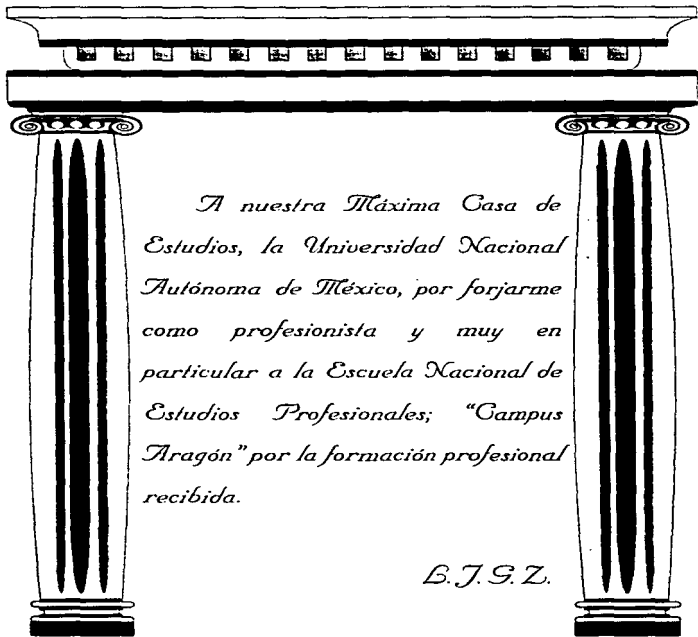 A nuestra Máxima Casa de
Estudios, la Universidad Nacional
Autónoma de México, por forjarme
como profesionista y muy en
particular a la Escuela Nacional de
Estudios Profesionales; “Campus
Aragón” por la formación profesional
recibida.
L.J.G.Z.